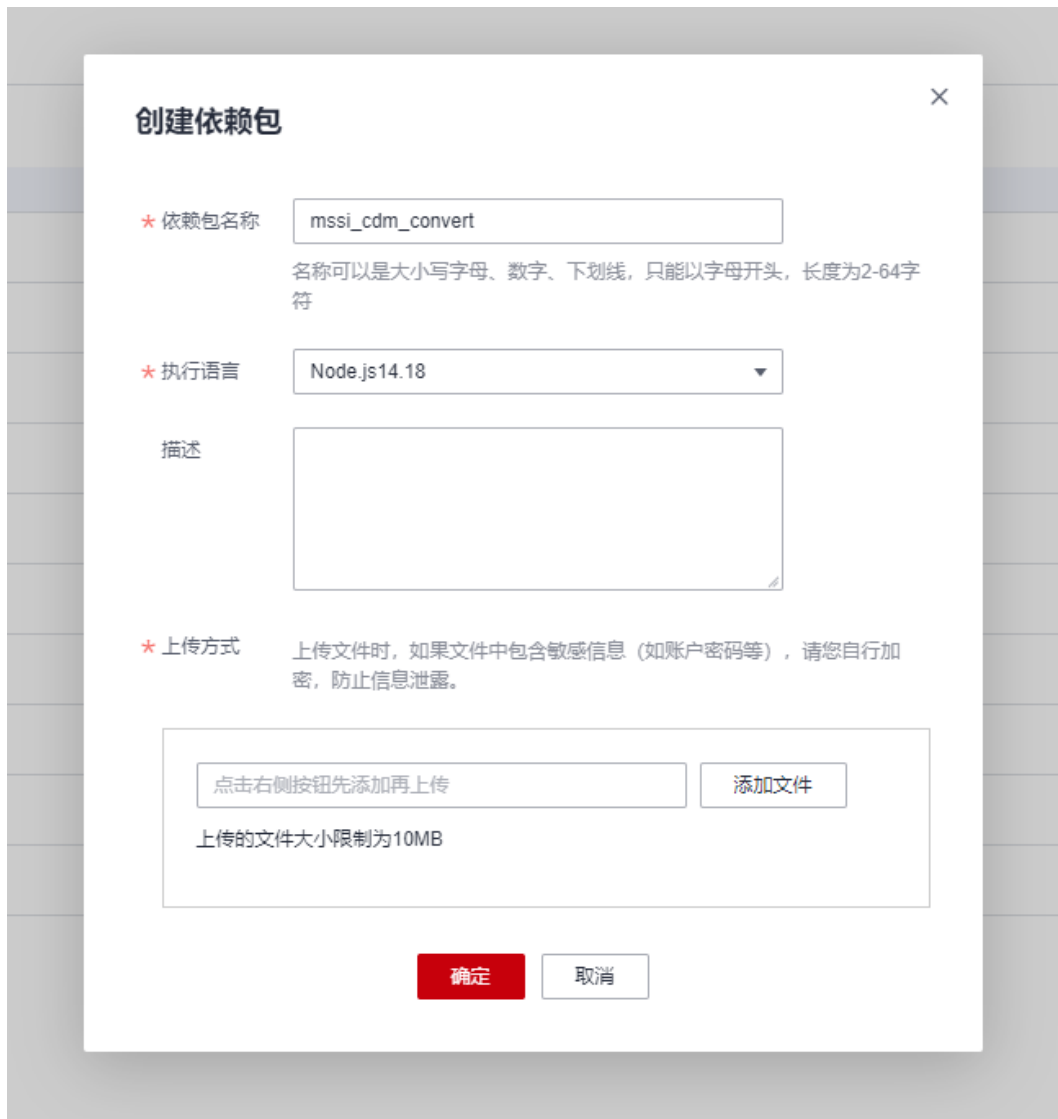 创建依赖包
* 依赖包名称
mssi_cdm_convert
名称可以是大小写字母、数字、下划线，只能以字母开头，长度为2-64字
符
* 执行语言
Node.js14.18
描述
* 上传方式
上传文件时，如果文件中包含敏感信息（如账户密码等），请您自行加
密，防止信息泄露。
点击右侧按钮先添加再上传
添加文件
上传的文件大小限制为10MB
确定
取消